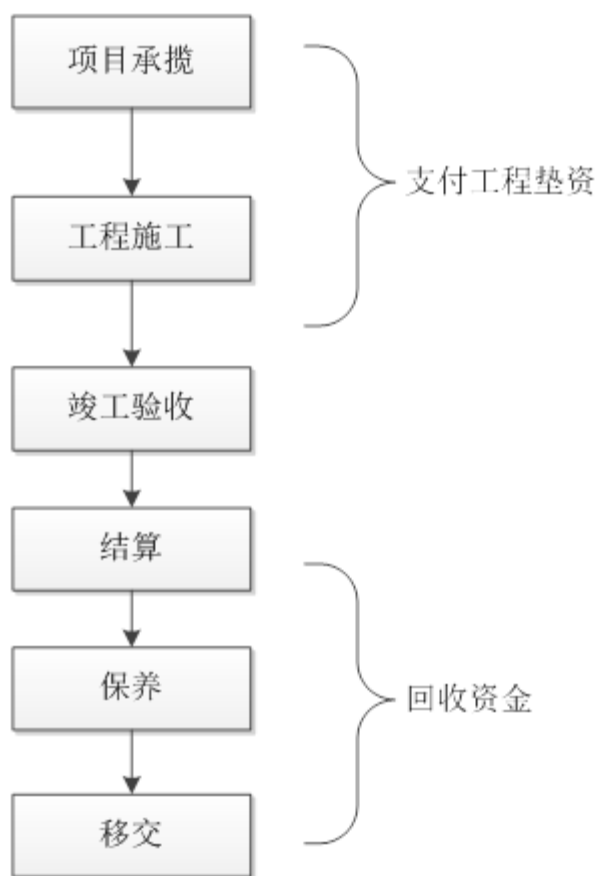 项目承揽
支付工程垫资
工程施工
竣工验收
结算
保养
回收资金
移交